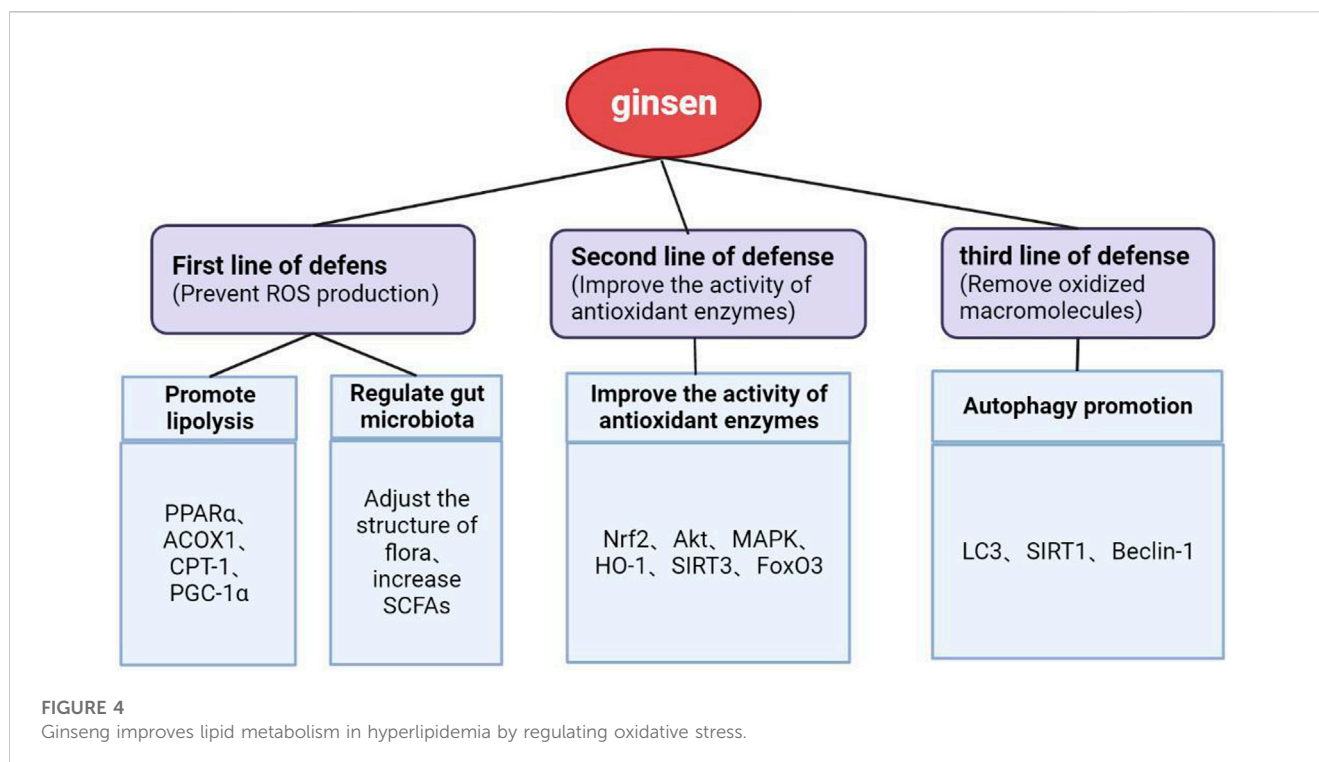 ginsen
First line of defens
(Prevent ROS production)
Second line of defense
(Improve the activity of
antioxidant enzymes)
third line of defense
(Remove oxidized
macromolecules)
Promote
lipolysis
Regulate gut
microbiota
Improve the activity of
antioxidant enzymes
Autophagy promotion
PPARα、
ACOX1、
CPT-1、
PGC-1α
Adjust the
structure of
flora、
increase
SCFAs
Nrf2、Akt、MAPK、
HO-1、SIRT3、FoxO3
LC3、SIRT1、Beclin-1
FIGURE 4
Ginseng improves lipid metabolism in hyperlipidemia by regulating oxidative stress.